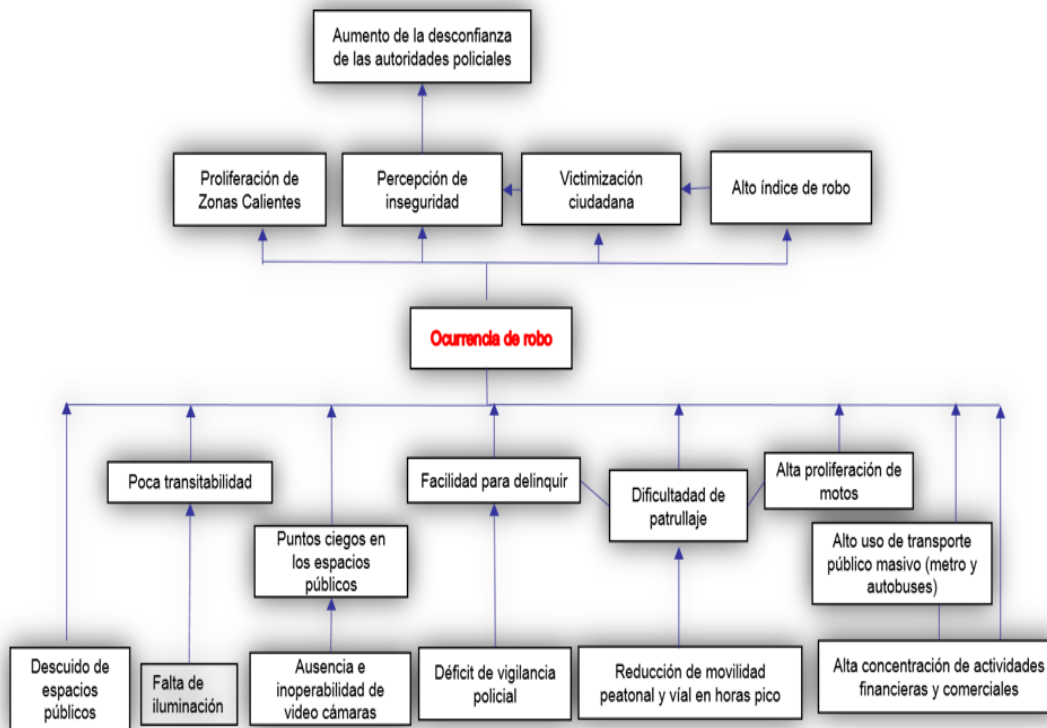 Aumento de la desconfianza
de las autoridades policiales
Proliferación de
Zonas Calientes
Percepción de
inseguridad
Victimización
ciudadana
Alto índice de robo
Ocurrencia de robo
Poca transitabilidad
Facilidad para delinquir
Dificultadad de
patrullaje
Alta proliferación de
motos
Puntos ciegos en
los espacios
públicos
Alto uso de transporte
público masivo (metro y
autobuses)
Descuido de
espacios
públicos
Falta de
iluminación
Ausencia e
inoperabilidad de
video cámaras
Déficit de vigilancia
policial
Reducción de movilidad
peatonal y víal en horas pico
Alta concentración de actividades
financieras y comerciales